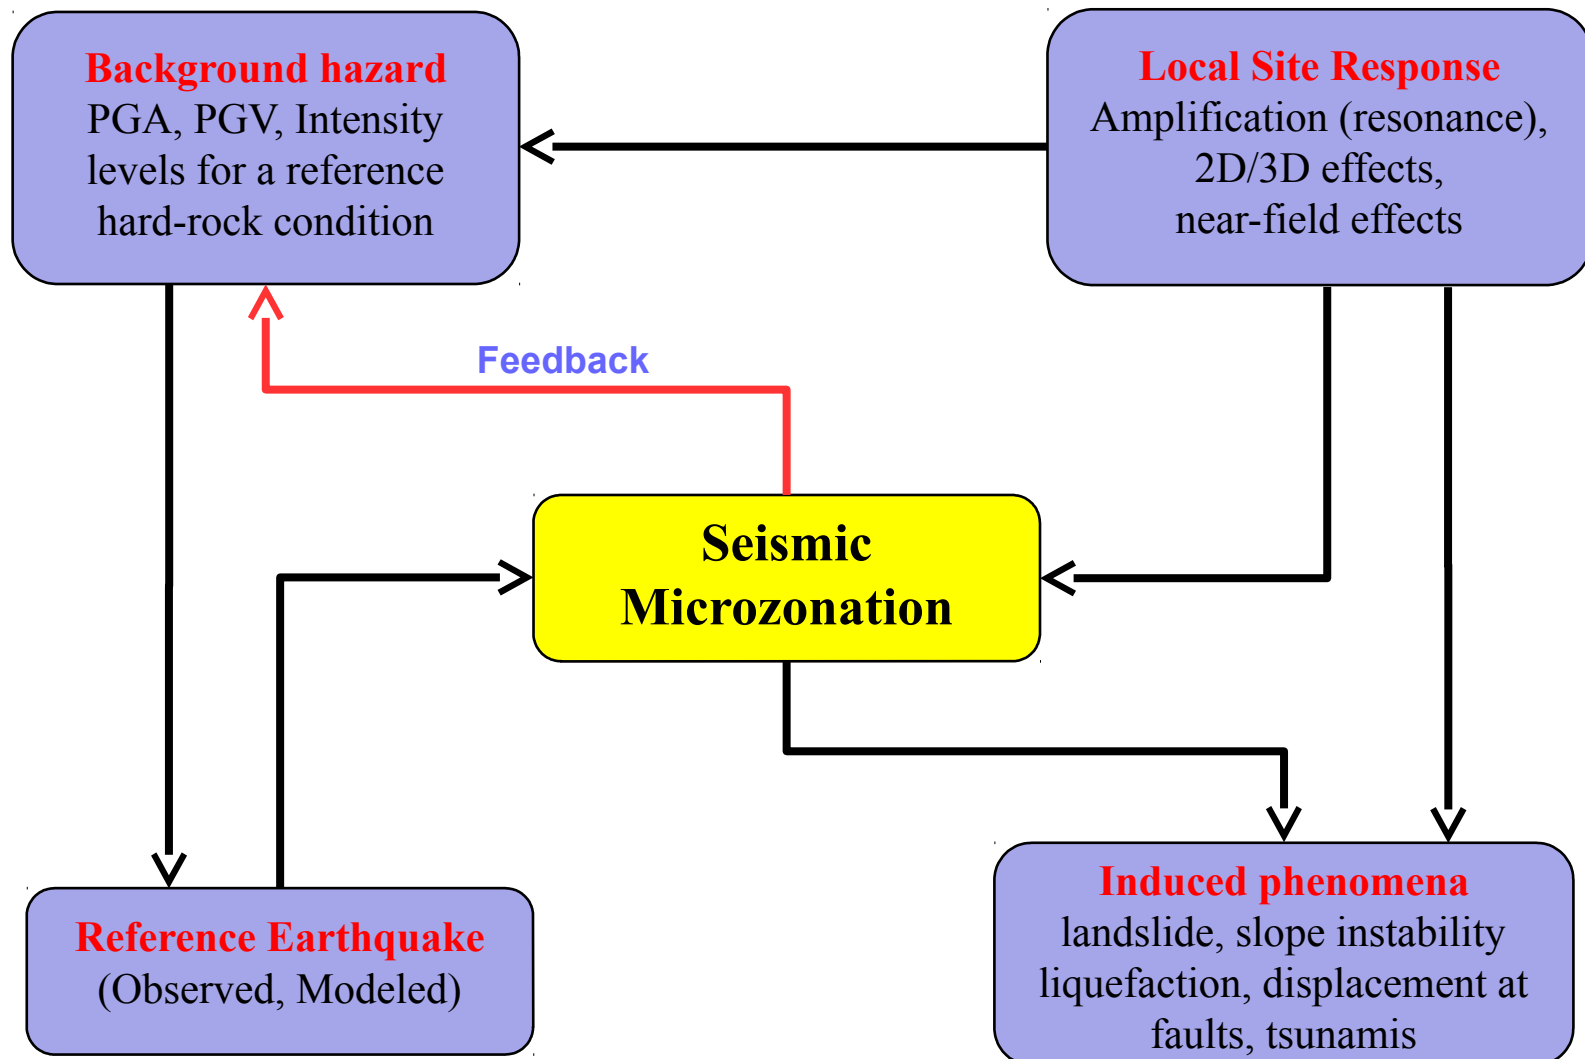 Background hazard
PGA, PGV, Intensity
levels for a reference
hard-rock condition
Local Site Response
Amplification (resonance),
2D/3D effects,
near-field effects
Feedback
Seismic
Microzonation
Reference Earthquake
(Observed, Modeled)
Induced phenomena
landslide, slope instability
liquefaction, displacement at
faults, tsunamis